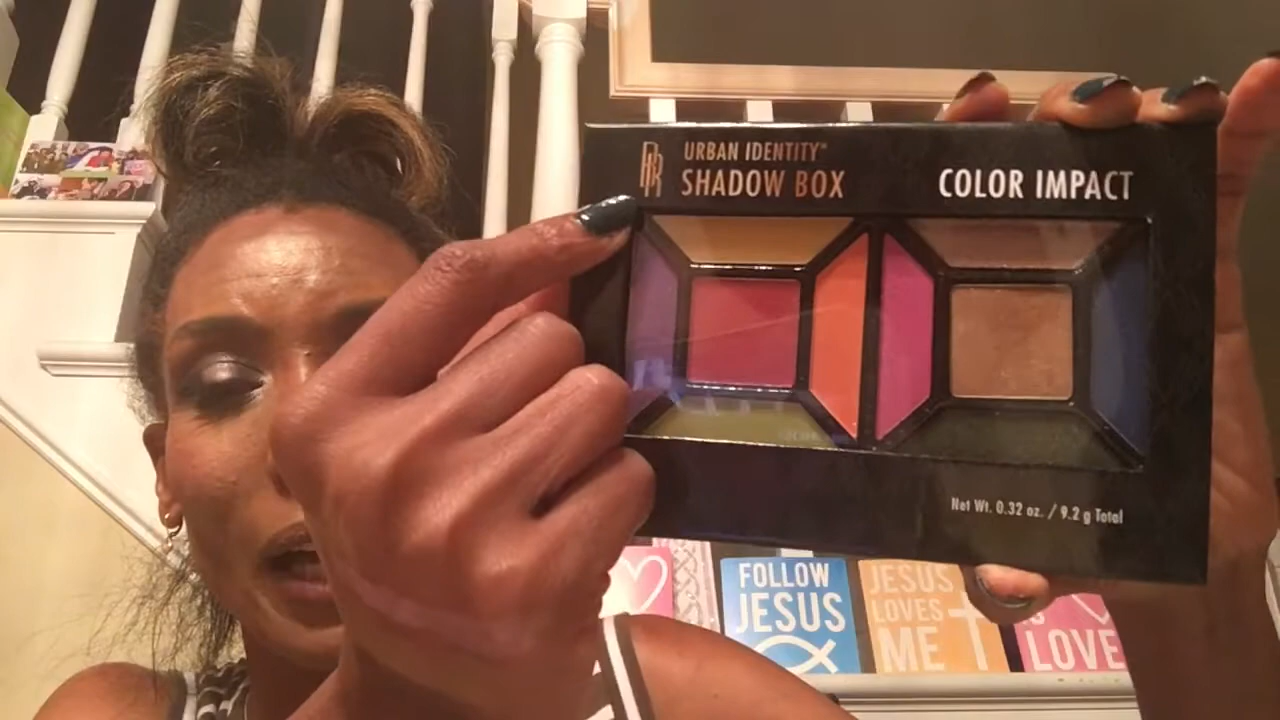 URBAN IDENTITY™
SHADOW BOX
COLOR IMPACT
Net Wt. 0.32 oz. / 9.2 g Total
FOLLOW
JESUS
JESUS
LOVES
ME
LOVE